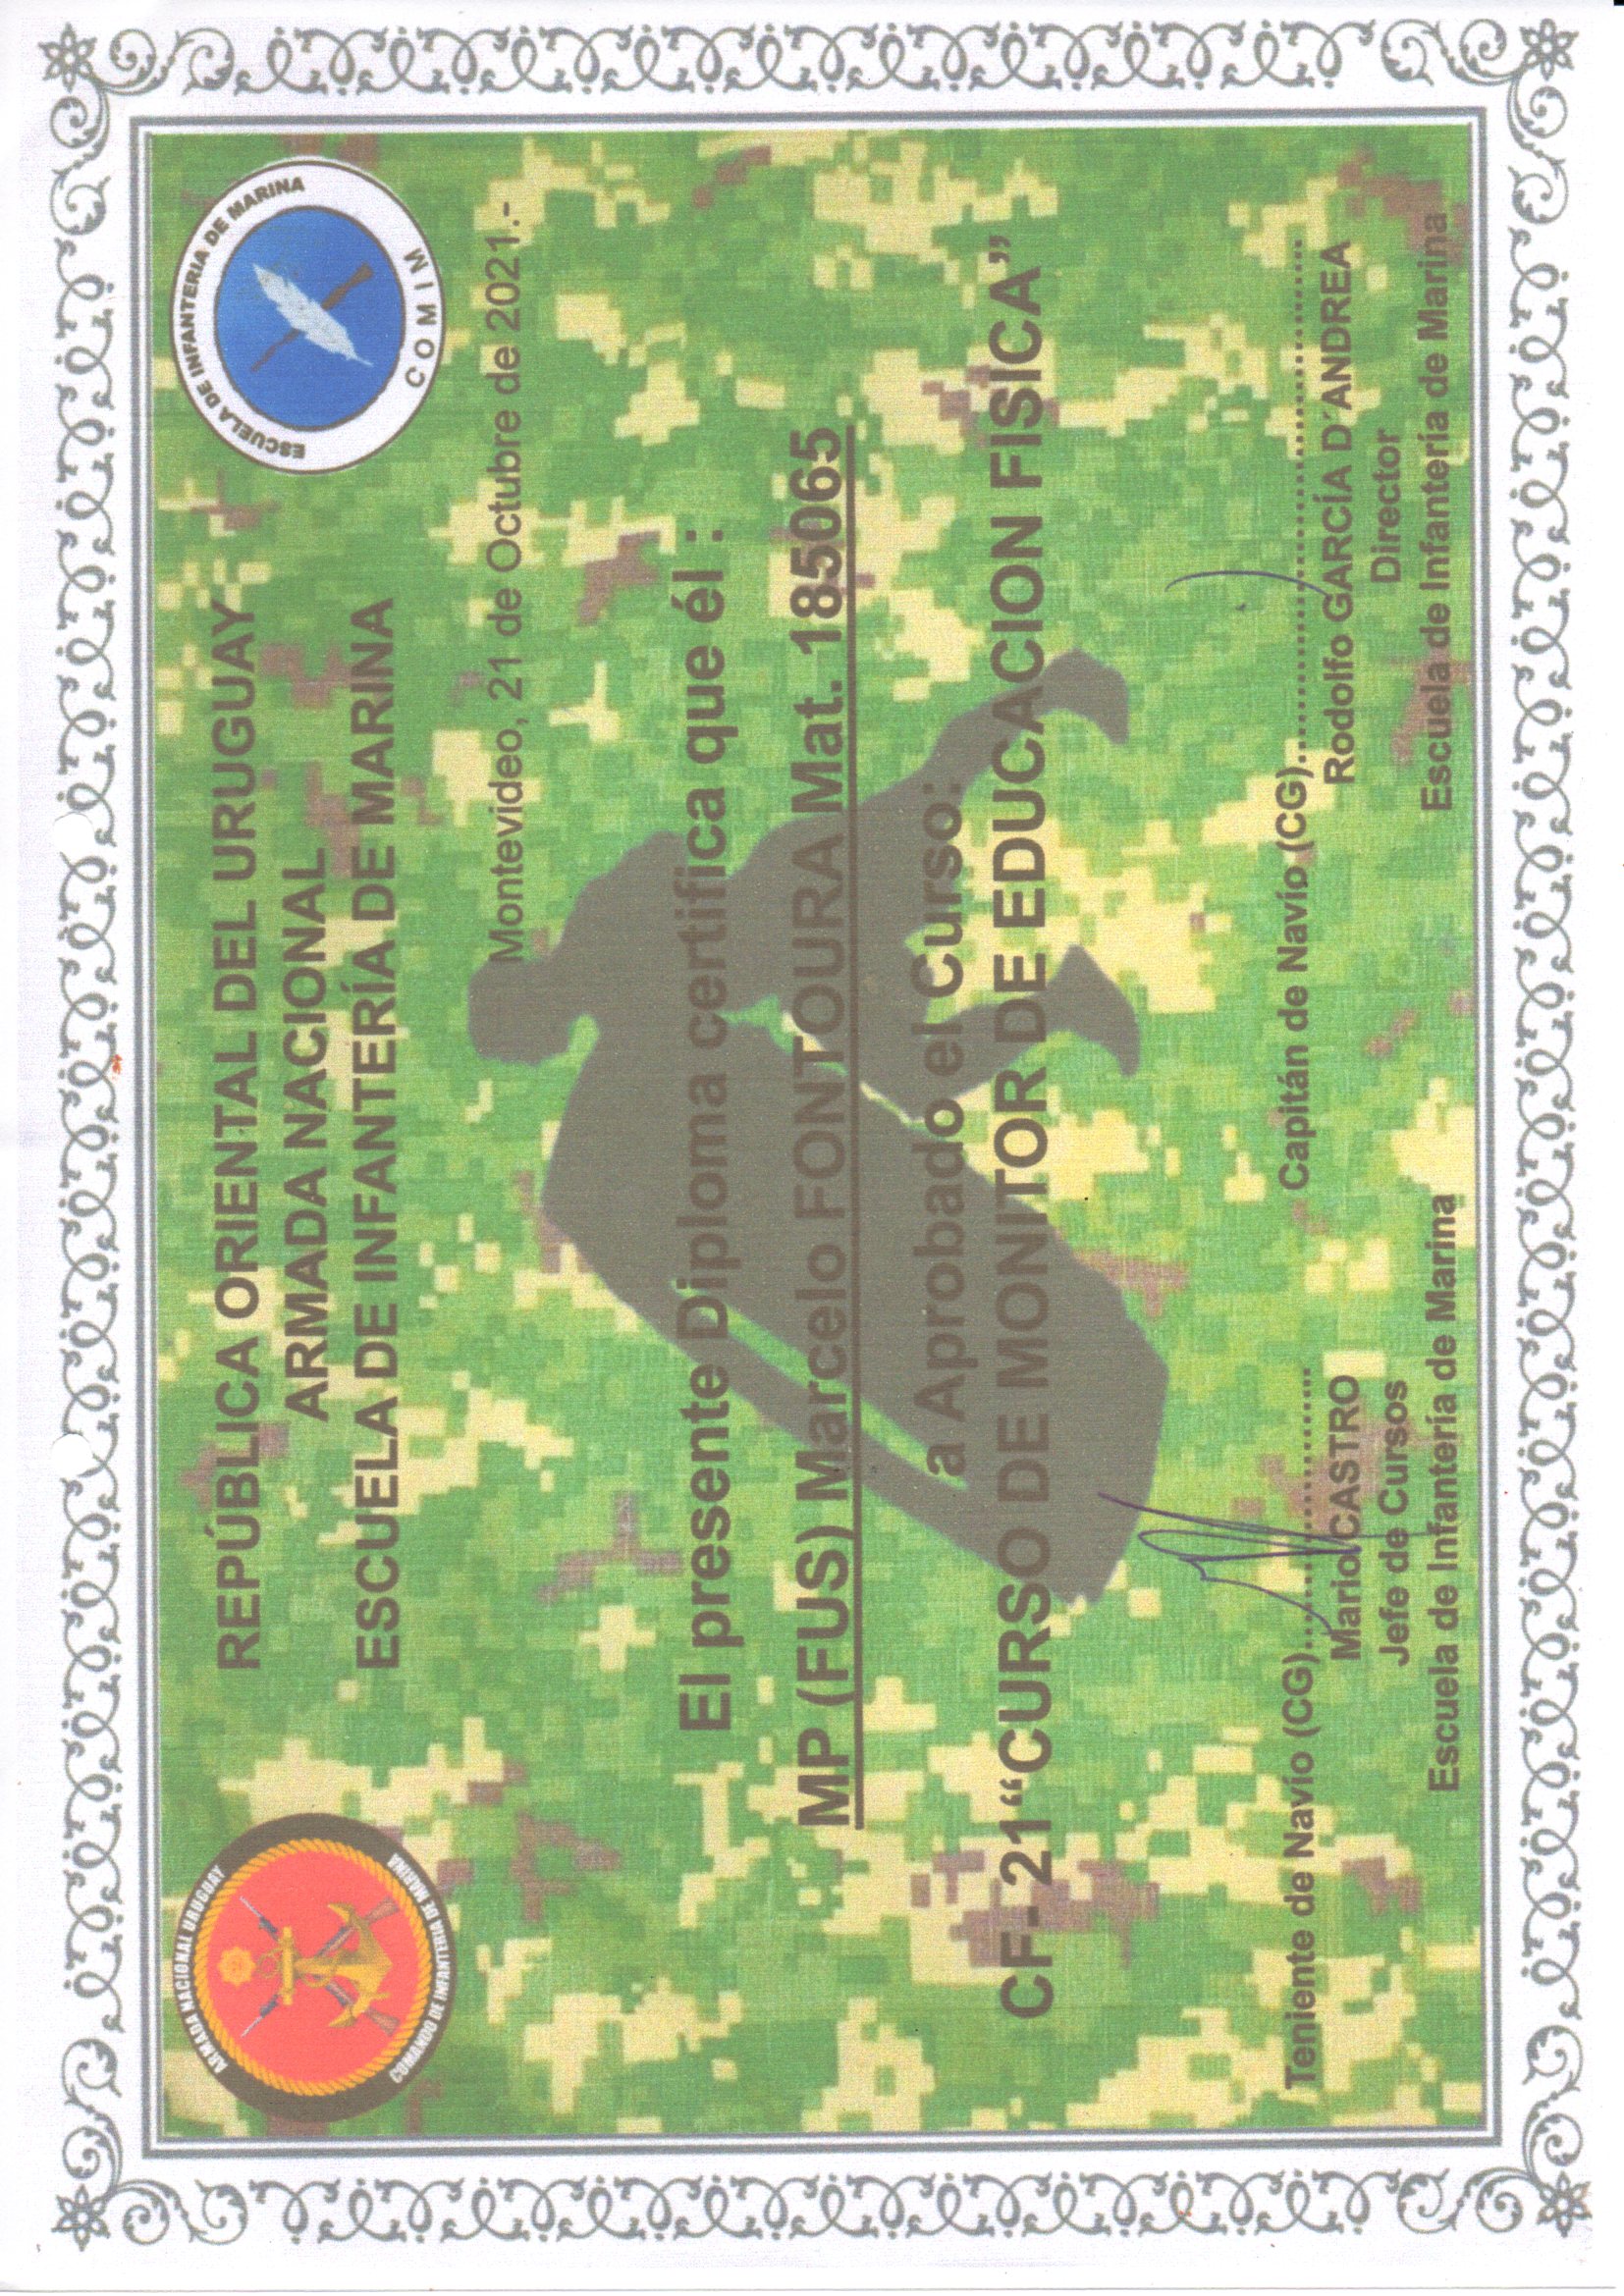 ARMADA NACIONAL URUGUAY
COMANDO DE INFANTERIA DE MARINA
ESCUELA DE INFANTERIA DE MARINA
COMIM
REPÚBLICA ORIENTAL DEL URUGUAY
ARMADA NACIONAL
ESCUELA DE INFANTERÍA DE MARINA
Montevideo, 21 de Octubre de 2021.-
El presente Diploma certifica que él :
MP (FUS) Marcelo FONTOURA Mat. 185065
a Aprobado el Curso:
CF- 21“CURSO DE MONITOR DE EDUCACION FISICA”
Teniente de Navío (CG)..........................
Mario CASTRO
Jefe de Cursos
Escuela de Infantería de Marina
Capitán de Navío (CG)................................................
Rodolfo GARCÍA D´ANDREA
Director
Escuela de Infantería de Marina